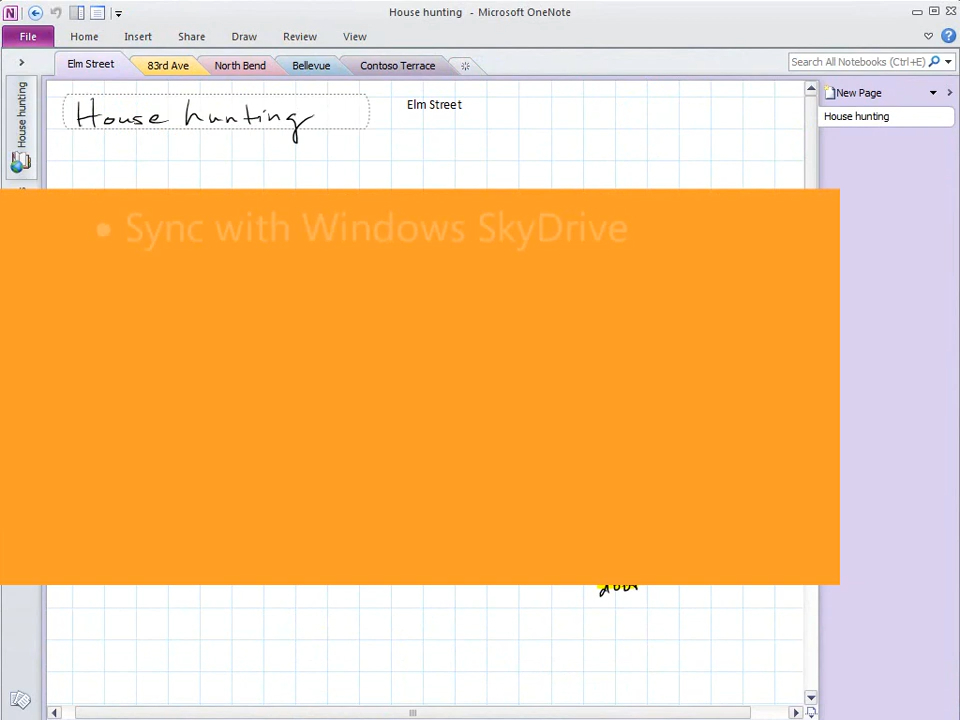 House hunting - Microsoft OneNote
File Home Insert Share Draw Review View
Elm Street 83rd Ave North Bend Bellevue Contoso Terrace Search All Notebooks (Ctrl+E)
New Page
House hunting
House hunting
House hunting
Elm Street
• Sync with Windows SkyDrive